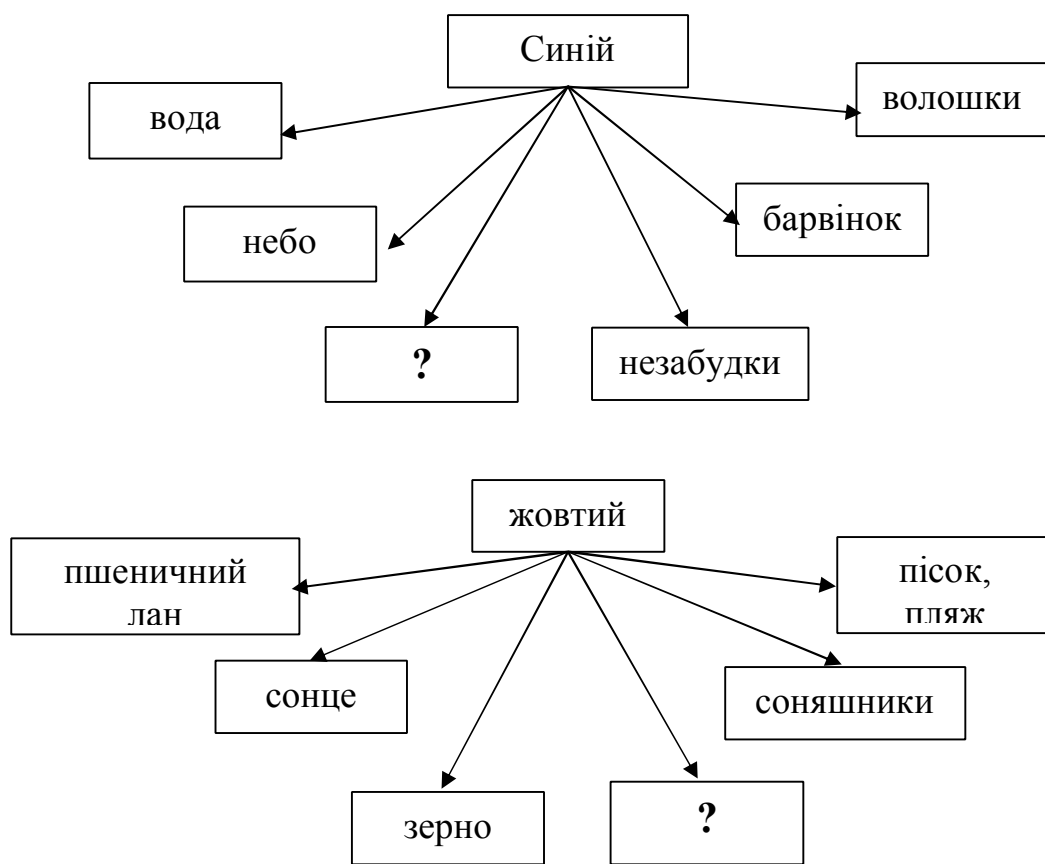 Синій
вода
волошки
небо
барвінок
?
незабудки
жовтий
пшеничний
лан
пісок,
пляж
сонце
соняшники
зерно
?